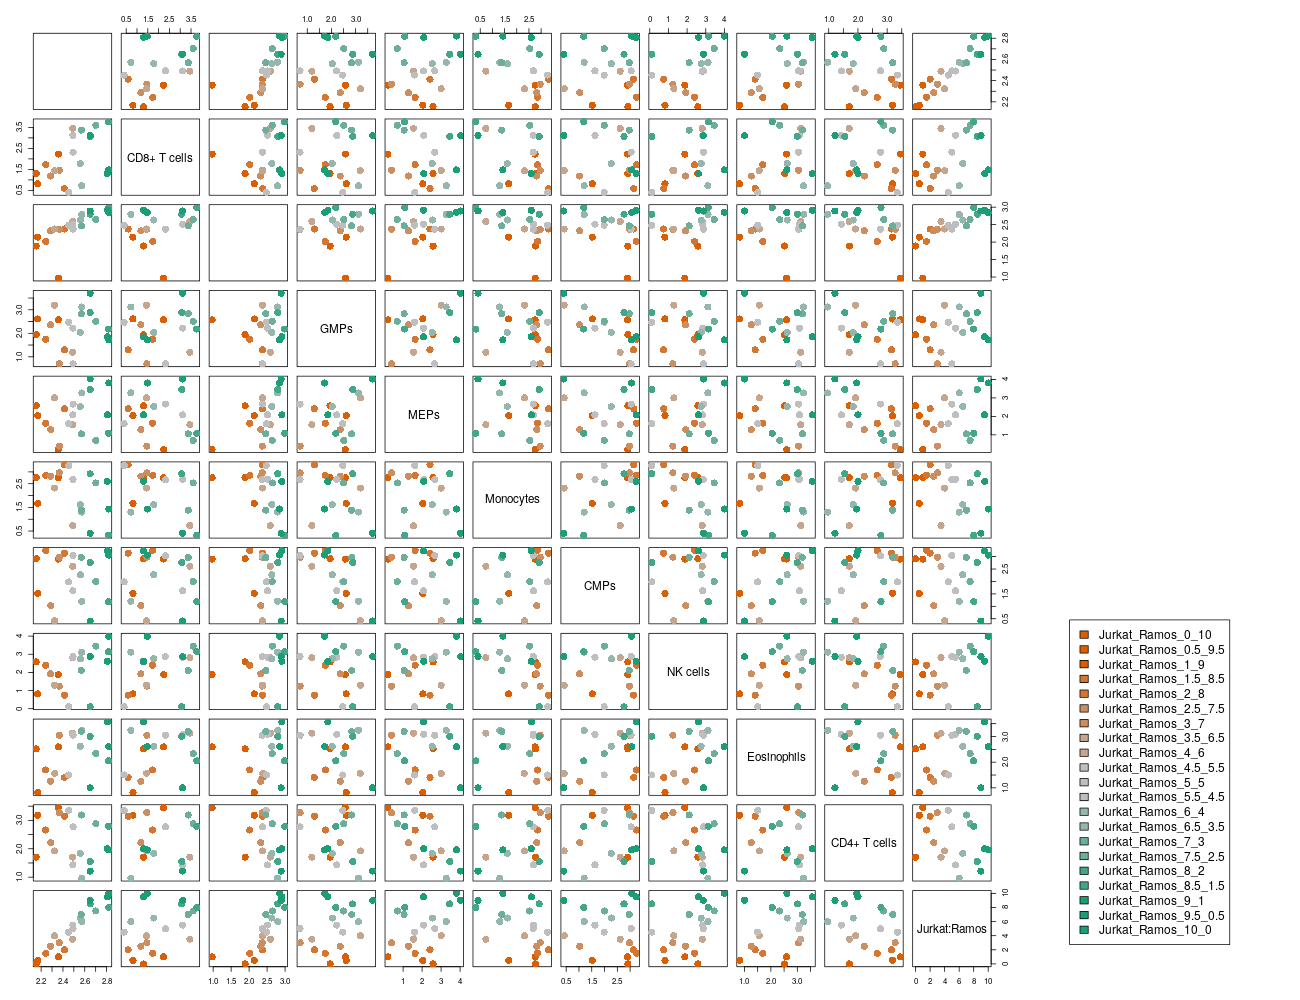 0.5 1.5 2.5 3.5 1.0 2.0 3.0 0.5 1.5 2.5 0 1 2 3 4 1.0 2.0 3.0
2.2 2.4 2.6 2.8
CD8+ T cells
0.5 1.5 2.5 3.5
1.0 1.5 2.0 2.5 3.0
GMPs
1.0 2.0 3.0
MEPs
1 2 3 4
Monocytes
0.5 1.5 2.5
CMPs
0.5 1.5 2.5
NK cells
0 1 2 3 4
Eosinophils
1.0 2.0 3.0
CD4+ T cells
1.0 2.0 3.0
Jurkat:Ramos
0 2 4 6 8 10
2.2 2.4 2.6 2.8 1.0 1.5 2.0 2.5 3.0 1 2 3 4 0.5 1.5 2.5 1.0 2.0 3.0 0 2 4 6 8 10
Jurkat_Ramos_0_10
Jurkat_Ramos_0.5_9.5
Jurkat_Ramos_1_9
Jurkat_Ramos_1.5_8.5
Jurkat_Ramos_2_8
Jurkat_Ramos_2.5_7.5
Jurkat_Ramos_3_7
Jurkat_Ramos_3.5_6.5
Jurkat_Ramos_4_6
Jurkat_Ramos_4.5_5.5
Jurkat_Ramos_5_5
Jurkat_Ramos_5.5_4.5
Jurkat_Ramos_6_4
Jurkat_Ramos_6.5_3.5
Jurkat_Ramos_7_3
Jurkat_Ramos_7.5_2.5
Jurkat_Ramos_8_2
Jurkat_Ramos_8.5_1.5
Jurkat_Ramos_9_1
Jurkat_Ramos_9.5_0.5
Jurkat_Ramos_10_0